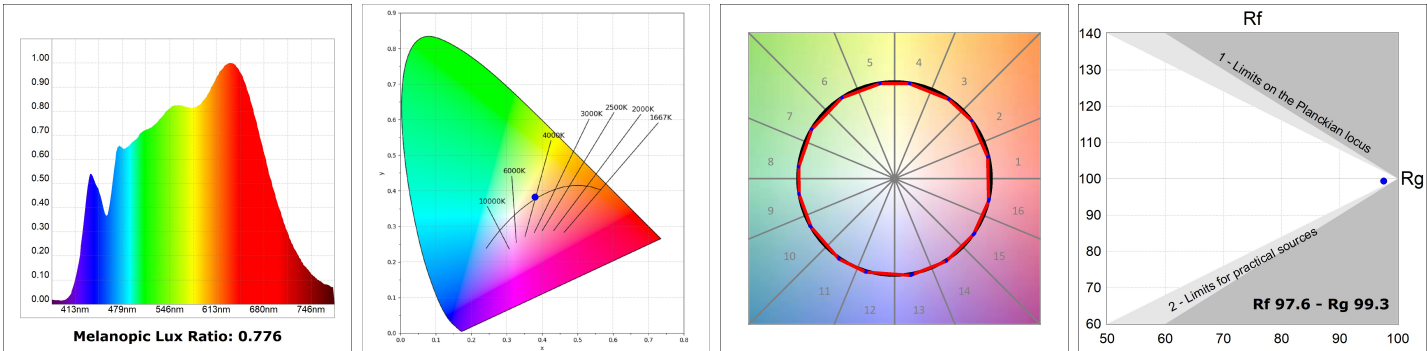 1.00
0.90
0.80
0.70
0.60
0.50
0.40
0.30
0.20
0.10
0.00
413nm 479nm 546nm 613nm 680nm 746nm
Melanopic Lux Ratio: 0.776
0.9
0.8
0.7
0.6
0.5
0.4
0.3
0.2
0.1
0.0
y
0.0 0.1 0.2 0.3 0.4 0.5 0.6 0.7 0.8
x
10000K
6000K
4000K
3000K
2500K
2000K
1667K
5 4
6 3
7 2
8 1
9 16
10 15
11 14
12 13
Rf
140
130
120
110
100
90
80
70
60
50 60 70 80 90 100
Rg
1 - Limits on the Planckian locus
2 - Limits for practical sources
Rf 97.6 - Rg 99.3